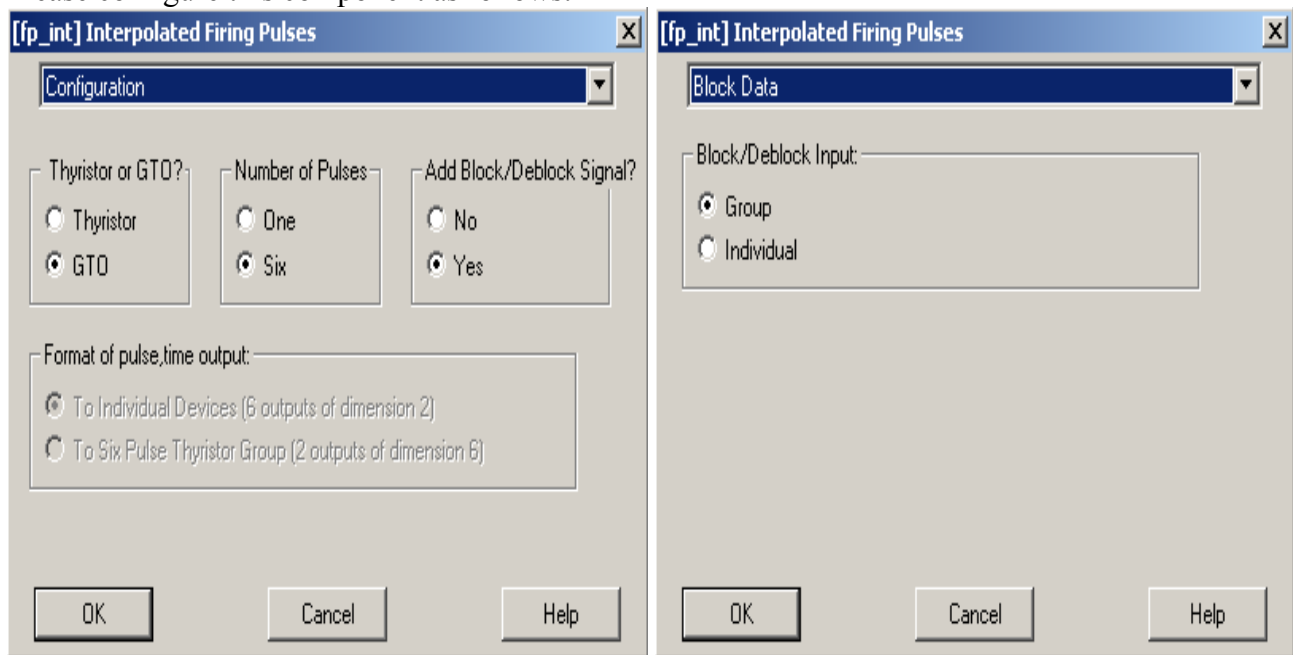 [fp_int] Interpolated Firing Pulses
Configuration
Thyristor or GTO?
Thyristor
GTO
Number of Pulses
One
Six
Add Block/Deblock Signal?
No
Yes
Format of pulse,time output:
To Individual Devices (6 outputs of dimension 2)
To Six Pulse Thyristor Group (2 outputs of dimension 6)
OK
Cancel
Help
[fp_int] Interpolated Firing Pulses
Block Data
Block/Deblock Input:
Group
Individual
OK
Cancel
Help